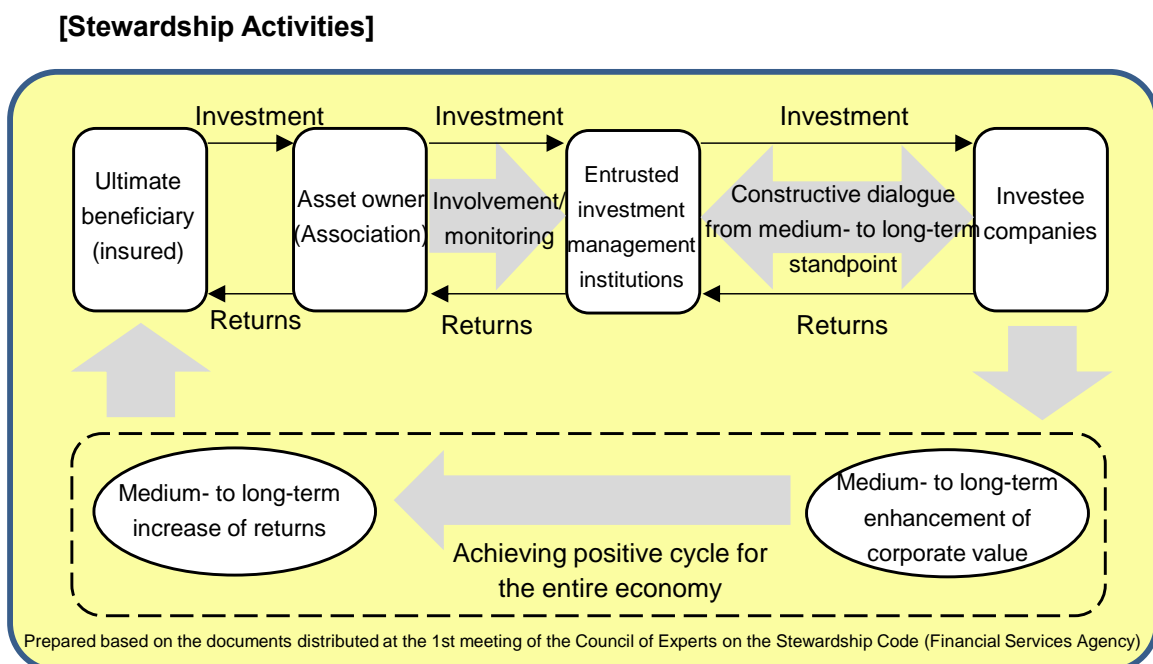 [Stewardship Activities]
Investment
Investment
Investment
Ultimate
beneficiary
(insured)
Asset owner
(Association)
Involvement/
monitoring
Entrusted
investment
management
institutions
Constructive dialogue
from medium- to long-term
standpoint
Investee
companies
Returns
Returns
Returns
Medium- to long-term
increase of returns
Medium- to long-term
enhancement of
corporate value
Achieving positive cycle for
the entire economy
Prepared based on the documents distributed at the 1st meeting of the Council of Experts on the Stewardship Code (Financial Services Agency)